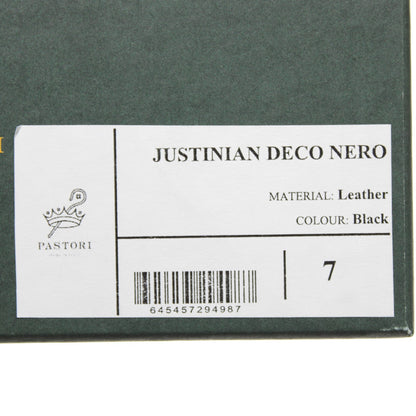 JUSTINIAN DECO NERO
MATERIAL: Leather
COLOUR: Black
PASTORI
645457294987
7